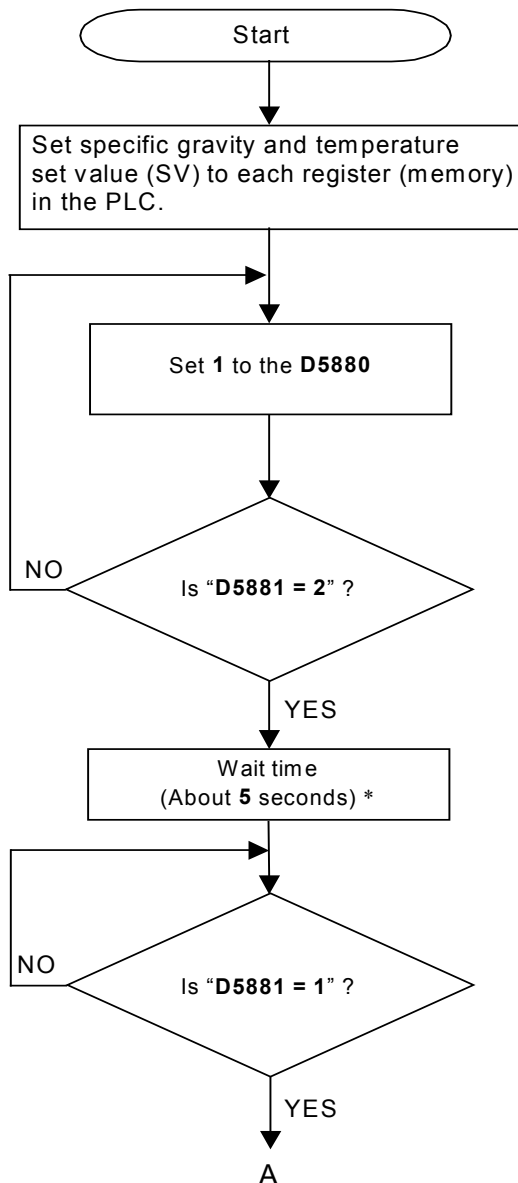 Start
Set specific gravity and temperature
set value (SV) to each register (memory)
in the PLC.
Set 1 to the D5880
NO
Is “D5881 = 2” ?
YES
Wait time
(About 5 seconds) *
NO
Is “D5881 = 1” ?
YES
A